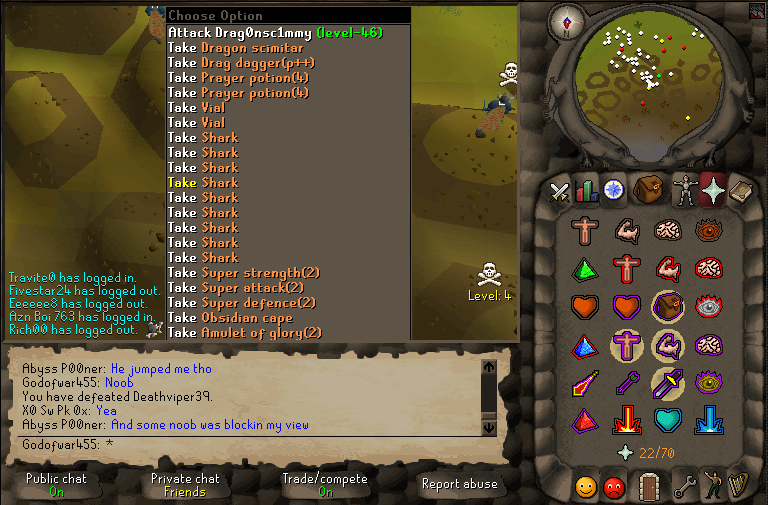 Choose Option
Attack Drag0nsc1mmy (level-46)
Take Dragon scimitar
Take Drag dagger(p++)
Take Prayer potion(4)
Take Prayer potion(4)
Take Vial
Take Vial
Take Shark
Take Shark
Take Shark
Take Shark
Take Shark
Take Shark
Take Shark
Take Shark
Take Shark
Take Super strength(2)
Take Super attack(2)
Take Super defence(2)
Take Obsidian cape
Take Amulet of glory(2)
Travite0 has logged in.
Fivestar24 has logged out.
Eeeeee8 has logged out.
Azn Boi 763 has logged in.
Rich00 has logged out.
Level: 4
Abyss P00ner: He jumped me tho
Godofwar455: Noob
You have defeated Deathviper39.
X0 Sw Pk 0x: Yea
Abyss P00ner: And some noob was blockin my view
Godofwar455: *
Public chat
On
Private chat
Friends
Trade/compete
On
Report abuse
N
22/70